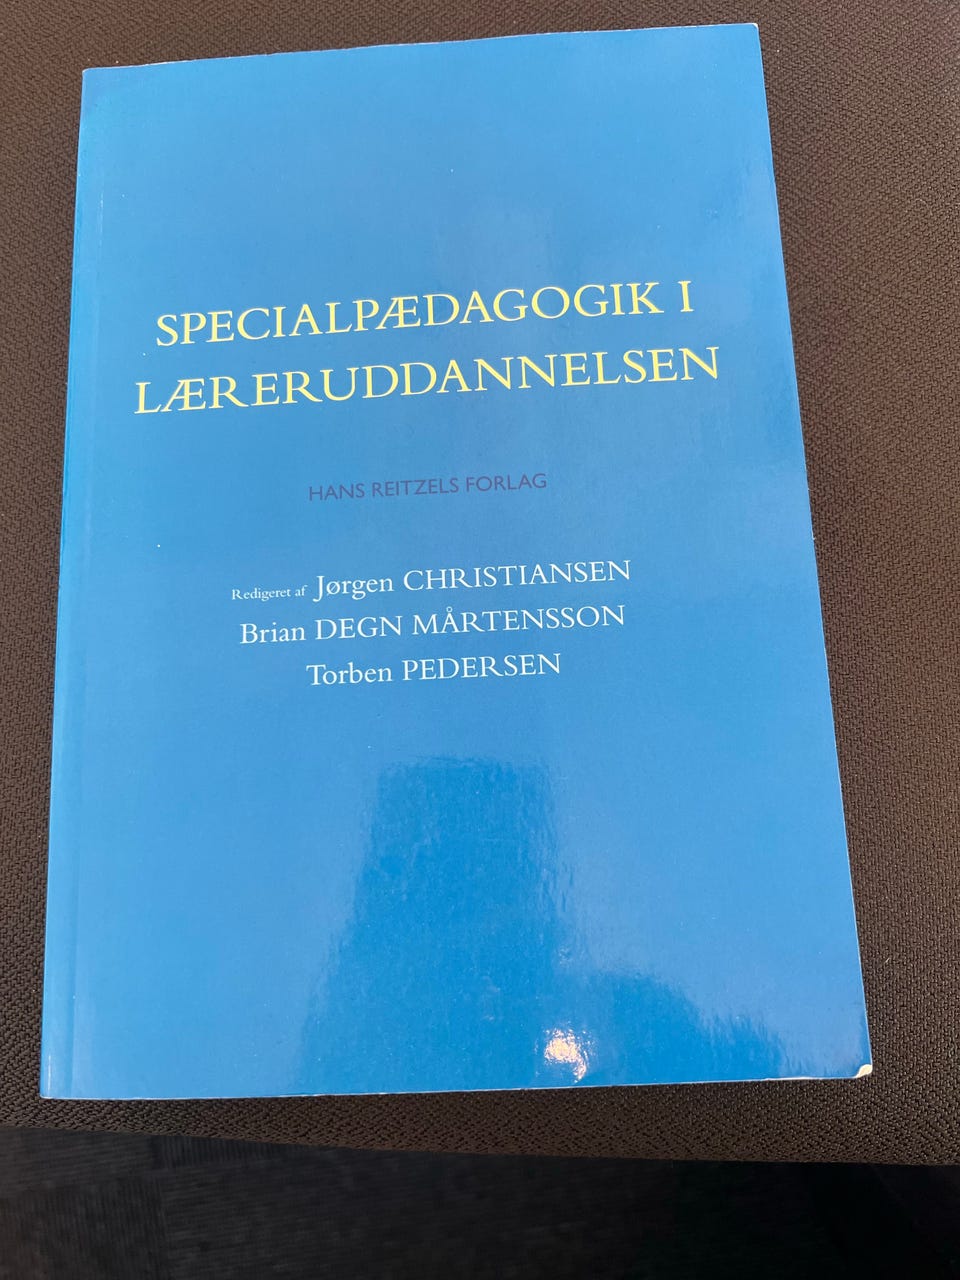 SPECIALPÆDAGOGIK I
LÆRERUDDANNELSEN
HANS REITZELS FORLAG
Redigeret af Jørgen CHRISTIANSEN
Brian DEGN MÅRTENSSON
Torben PEDERSEN